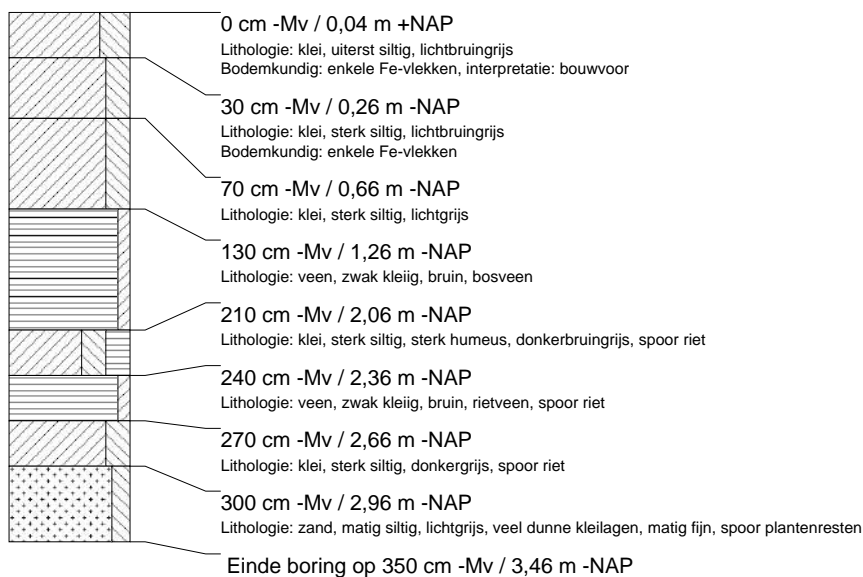 0 cm -Mv / 0,04 m +NAP
Lithologie: klei, uiterst siltig, lichtbruingrijs
Bodemkundig: enkele Fe-vlekken, interpretatie: bouwvoor
30 cm -Mv / 0,26 m -NAP
Lithologie: klei, sterk siltig, lichtbruingrijs
Bodemkundig: enkele Fe-vlekken
70 cm -Mv / 0,66 m -NAP
Lithologie: klei, sterk siltig, lichtgrijs
130 cm -Mv / 1,26 m -NAP
Lithologie: veen, zwak kleiig, bruin, bosveen
210 cm -Mv / 2,06 m -NAP
Lithologie: klei, sterk siltig, sterk humeus, donkerbruingrijs, spoor riet
240 cm -Mv / 2,36 m -NAP
Lithologie: veen, zwak kleiig, bruin, rietveen, spoor riet
270 cm -Mv / 2,66 m -NAP
Lithologie: klei, sterk siltig, donkergrijs, spoor riet
300 cm -Mv / 2,96 m -NAP
Lithologie: zand, matig siltig, lichtgrijs, veel dunne kleilagen, matig fijn, spoor plantenresten
Einde boring op 350 cm -Mv / 3,46 m -NAP